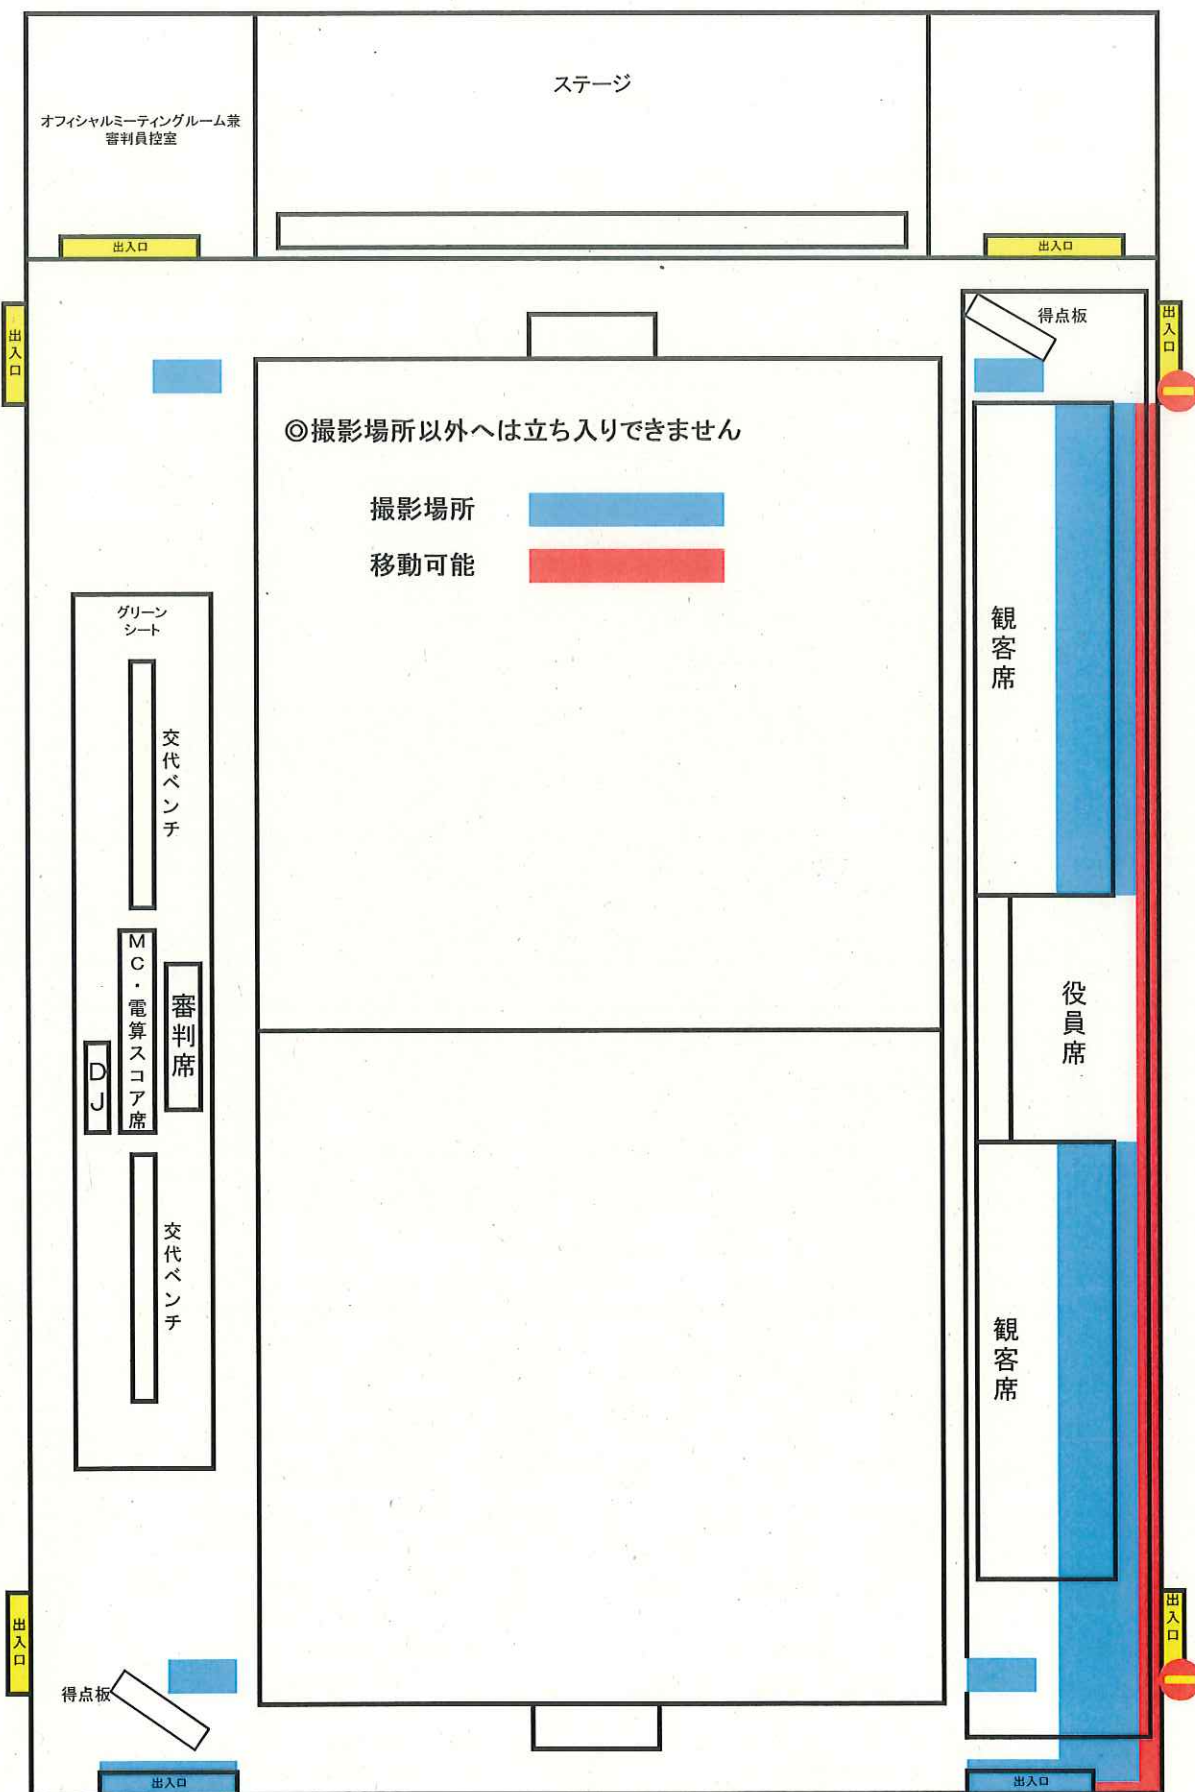 ステージ
オフィシャルミーティングルーム兼
審判員控室
出入口
出入口
出入口
得点板
出入口
◎撮影場所以外へは立ち入りできません
撮影場所
移動可能
グリーン
シート
観客席
交代ベンチ
MC・電算スコア席
審判席
DJ
役員席
交代ベンチ
観客席
出入口
出入口
得点板
出入口
出入口